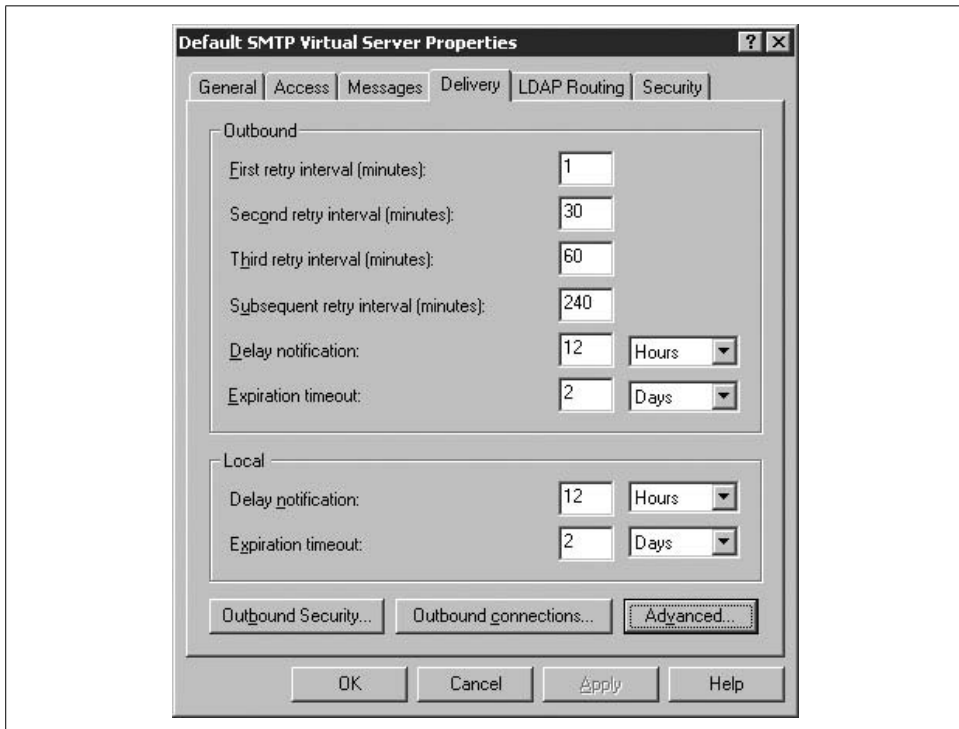 Default SMTP Virtual Server Properties
General Access Messages Delivery LDAP Routing Security
Outbound
First retry interval (minutes): 1
Second retry interval (minutes): 30
Third retry interval (minutes): 60
Subsequent retry interval (minutes): 240
Delay notification: 12 Hours
Expiration timeout: 2 Days
Local
Delay notification: 12 Hours
Expiration timeout: 2 Days
Outbound Security... Outbound connections... Advanced...
OK Cancel Apply Help